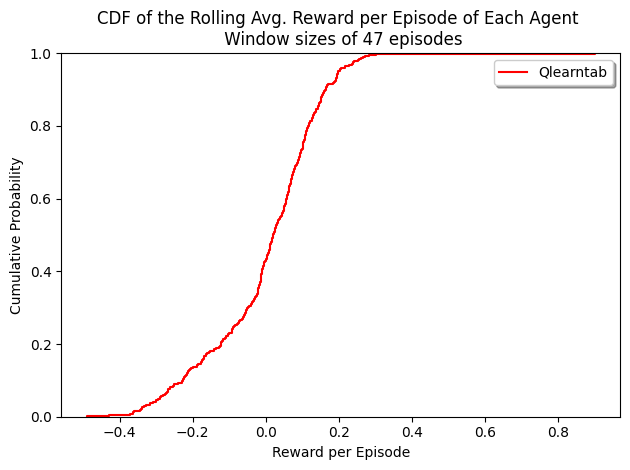 CDF of the Rolling Avg. Reward per Episode of Each Agent
Window sizes of 47 episodes
Qlearntab
Cumulative Probability
1.0
0.8
0.6
0.4
0.2
0.0
−0.4 −0.2 0.0 0.2 0.4 0.6 0.8
Reward per Episode